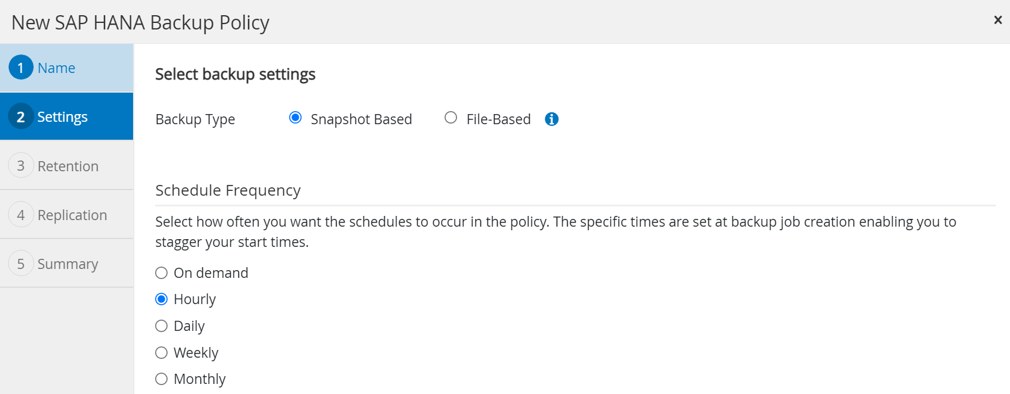 New SAP HANA Backup Policy
×
1 Name
2 Settings
3 Retention
4 Replication
5 Summary
Select backup settings
Backup Type Snapshot Based File-Based i
Schedule Frequency
Select how often you want the schedules to occur in the policy. The specific times are set at backup job creation enabling you to
stagger your start times.
On demand
Hourly
Daily
Weekly
Monthly